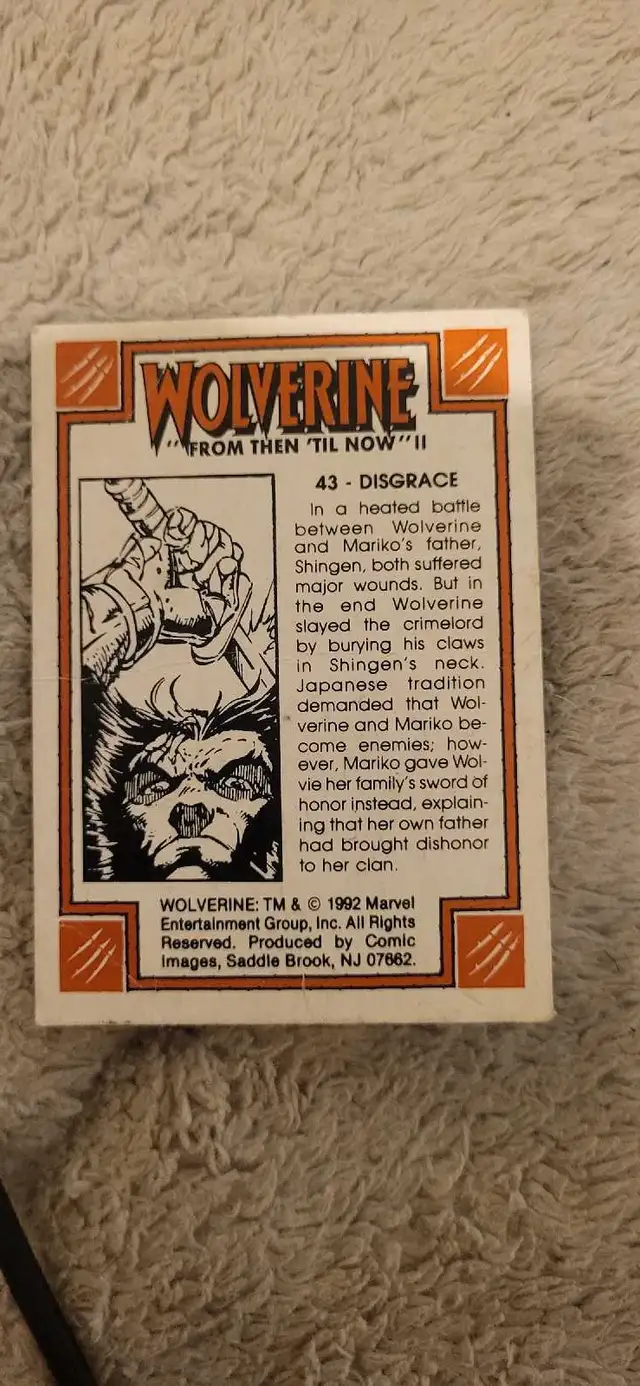 WOLVERINE
"FROM THEN 'TIL NOW" II
43 - DISGRACE
In a heated battle
between Wolverine
and Mariko's father,
Shingen, both suffered
major wounds. But in
the end Wolverine
slayed the crimelord
by burying his claws
in Shingen's neck.
Japanese tradition
demanded that Wol-
verine and Mariko be-
come enemies; how-
ever, Mariko gave Wol-
vie her family's sword of
honor instead, explain-
ing that her own father
had brought dishonor
to her clan.
WOLVERINE: TM & © 1992 Marvel
Entertainment Group, Inc. All Rights
Reserved. Produced by Comic
Images, Saddle Brook, NJ 07662.